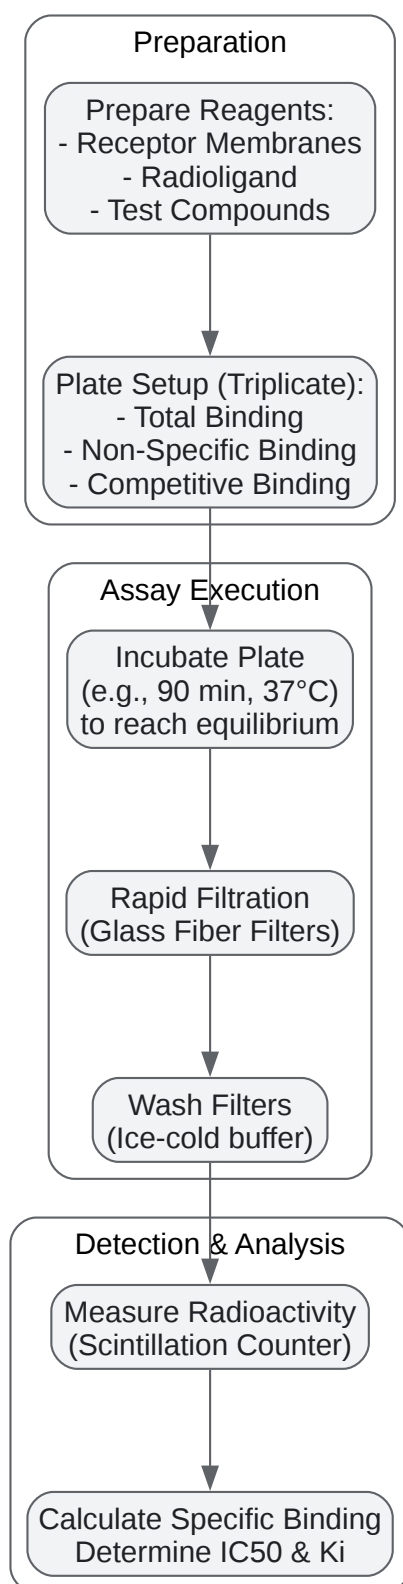 Preparation
Prepare Reagents:
- Receptor Membranes
- Radioligand
- Test Compounds
Plate Setup (Triplicate):
- Total Binding
- Non-Specific Binding
- Competitive Binding
Assay Execution
Incubate Plate
(e.g., 90 min, 37°C)
to reach equilibrium
Rapid Filtration
(Glass Fiber Filters)
Wash Filters
(Ice-cold buffer)
Detection & Analysis
Measure Radioactivity
(Scintillation Counter)
Calculate Specific Binding
Determine IC50 & Ki